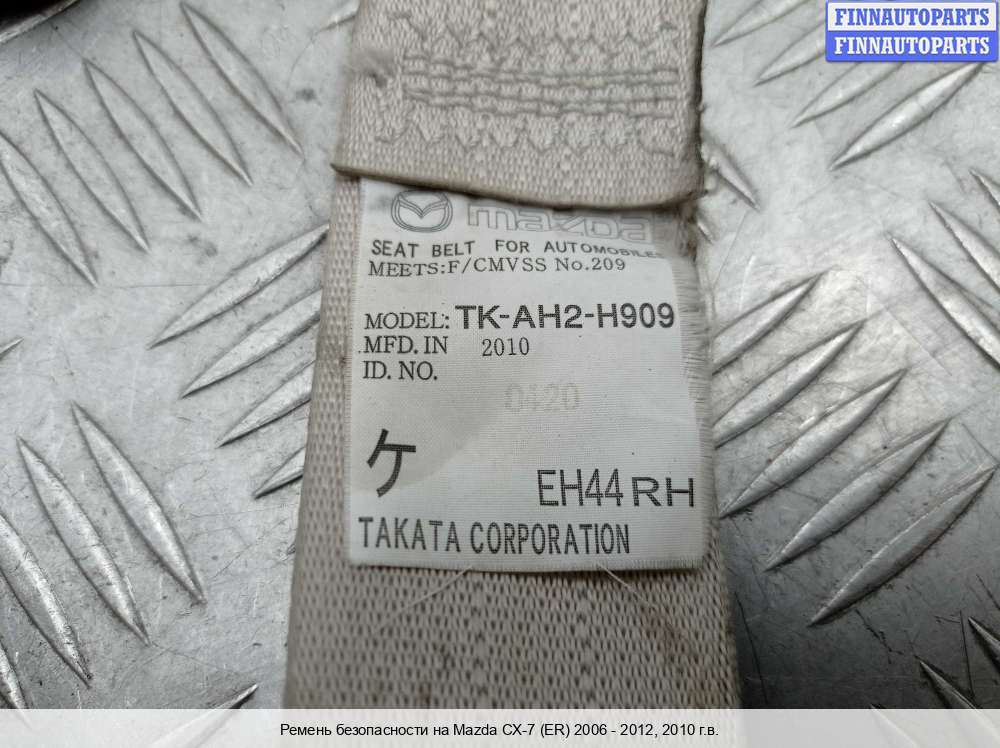 FINNAUTOPARTS
FINNAUTOPARTS
mazda
SEAT BELT FOR AUTOMOBILES
MEETS:F/CMVSS No.209
MODEL: TK-AH2-H909
MFD. IN 2010
ID. NO.
0420
ケ
EH44 RH
TAKATA CORPORATION
Ремень безопасности на Mazda CX-7 (ER) 2006 - 2012, 2010 г.в.